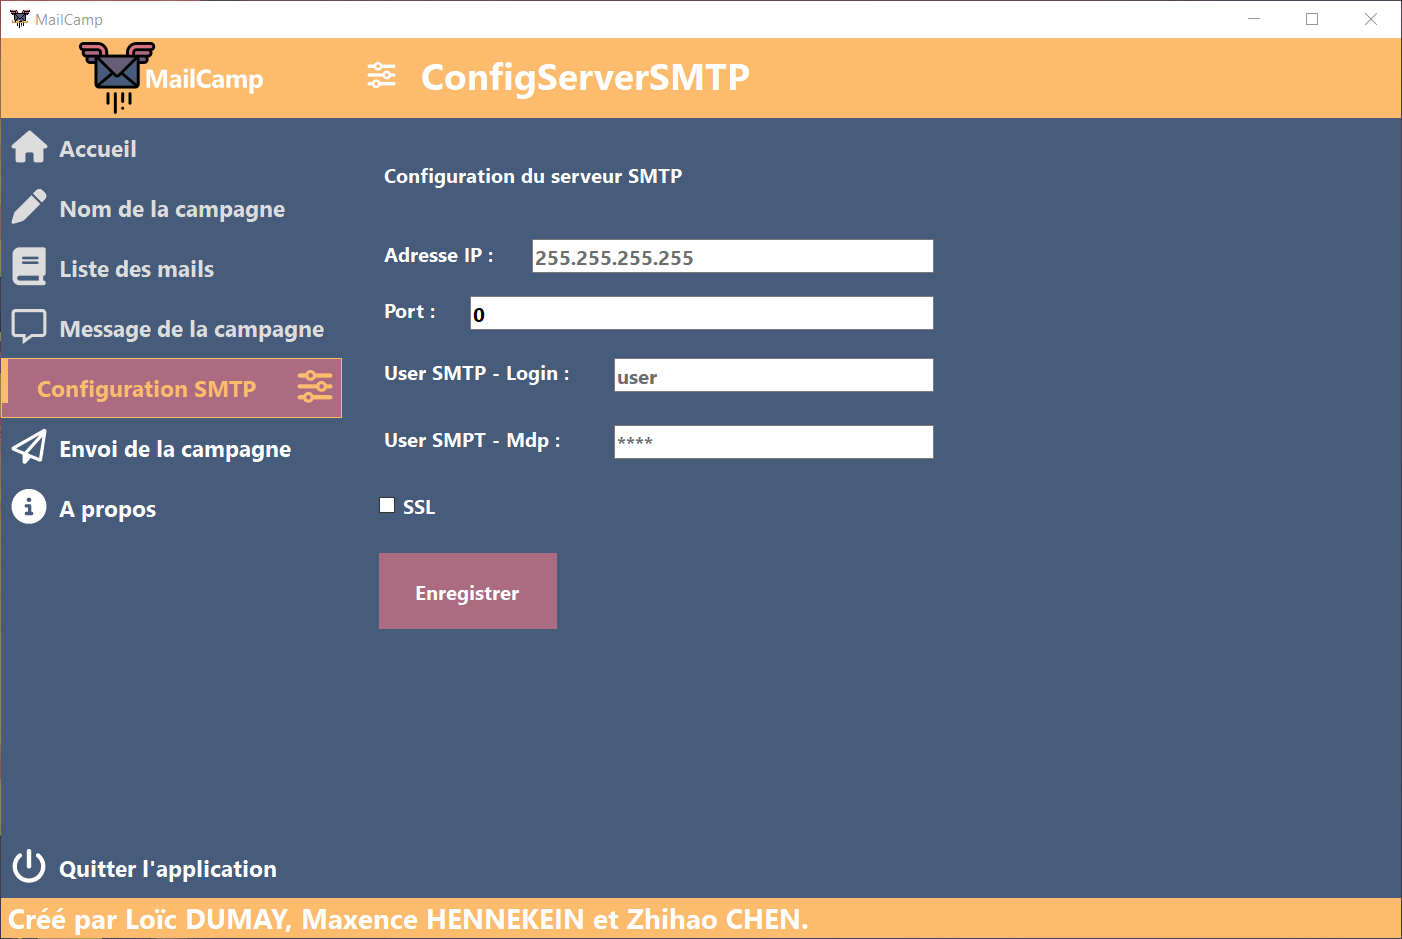 MailCamp
MailCamp
ConfigServerSMTP
Accueil
Nom de la campagne
Liste des mails
Message de la campagne
Configuration SMTP
Envoi de la campagne
A propos
Quitter l'application
Configuration du serveur SMTP
Adresse IP : 255.255.255.255
Port : 0
User SMTP - Login : user
User SMPT - Mdp : ****
SSL
Enregistrer
Créé par Loïc DUMAY, Maxence HENNEKEIN et Zhihao CHEN.